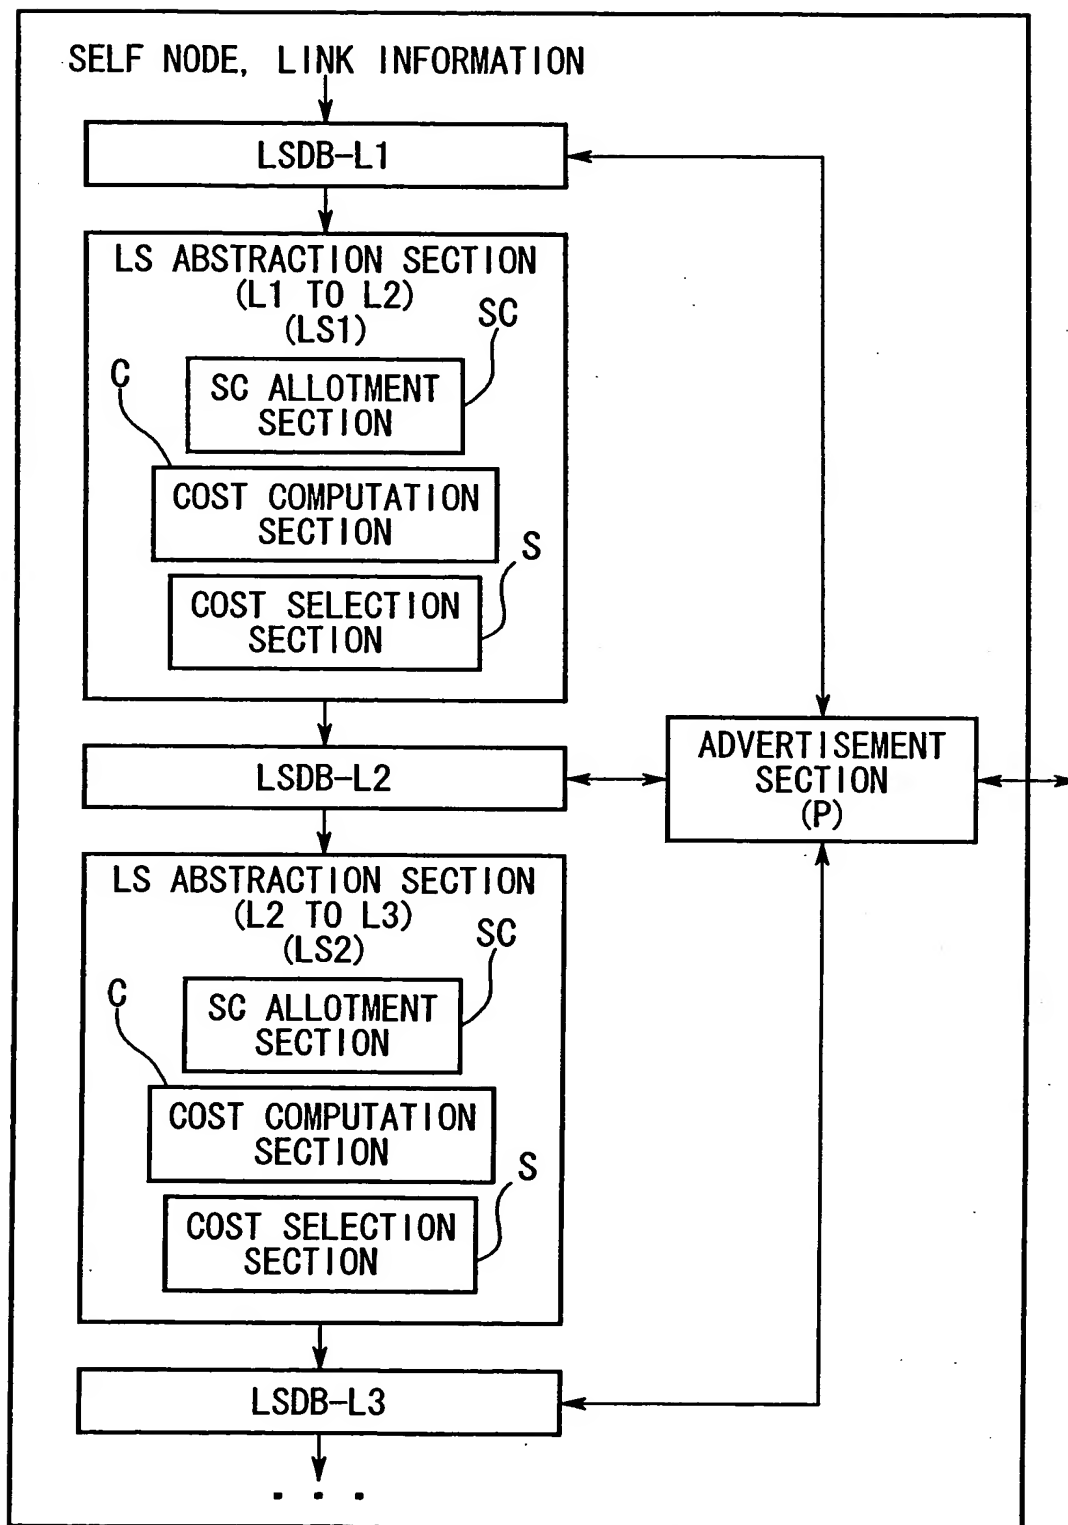 SELF NODE, LINK INFORMATION
LSDB-L1
LS ABSTRACTION SECTION
(L1 TO L2)
(LS1)
SC
C
SC ALLOTMENT
SECTION
COST COMPUTATION
SECTION
S
COST SELECTION
SECTION
LSDB-L2
ADVERTISEMENT
SECTION
(P)
LS ABSTRACTION SECTION
(L2 TO L3)
(LS2)
SC
C
SC ALLOTMENT
SECTION
COST COMPUTATION
SECTION
S
COST SELECTION
SECTION
LSDB-L3
. . .